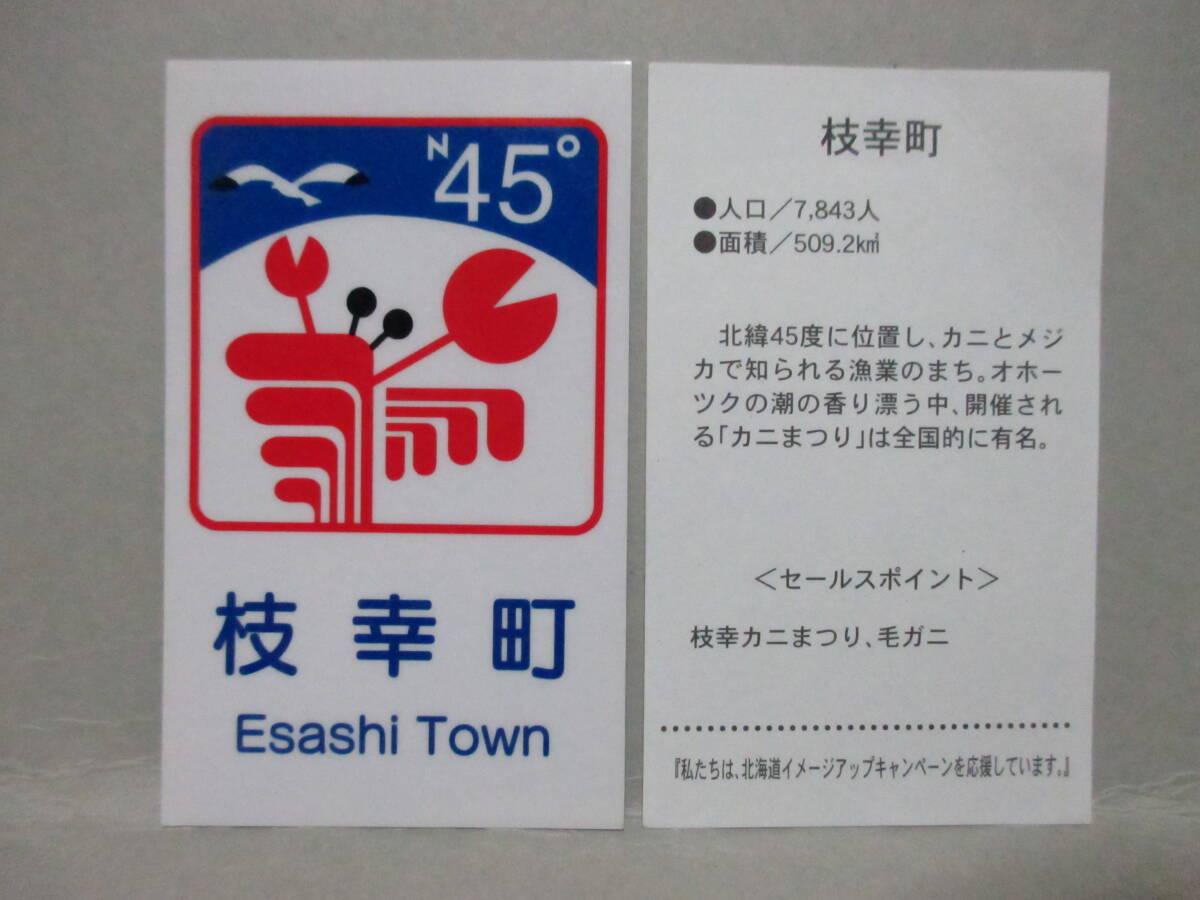 N45°
枝幸町
Esashi Town
枝幸町
●人口／7,843人
●面積／509.2k㎡
北緯45度に位置し、カニとメジ
カで知られる漁業のまち。オホー
ツクの潮の香り漂う中、開催され
る「カニまつり」は全国的に有名。
＜セールスポイント＞
枝幸カニまつり、毛ガニ
『私たちは、北海道イメージアップキャンペーンを応援しています。』